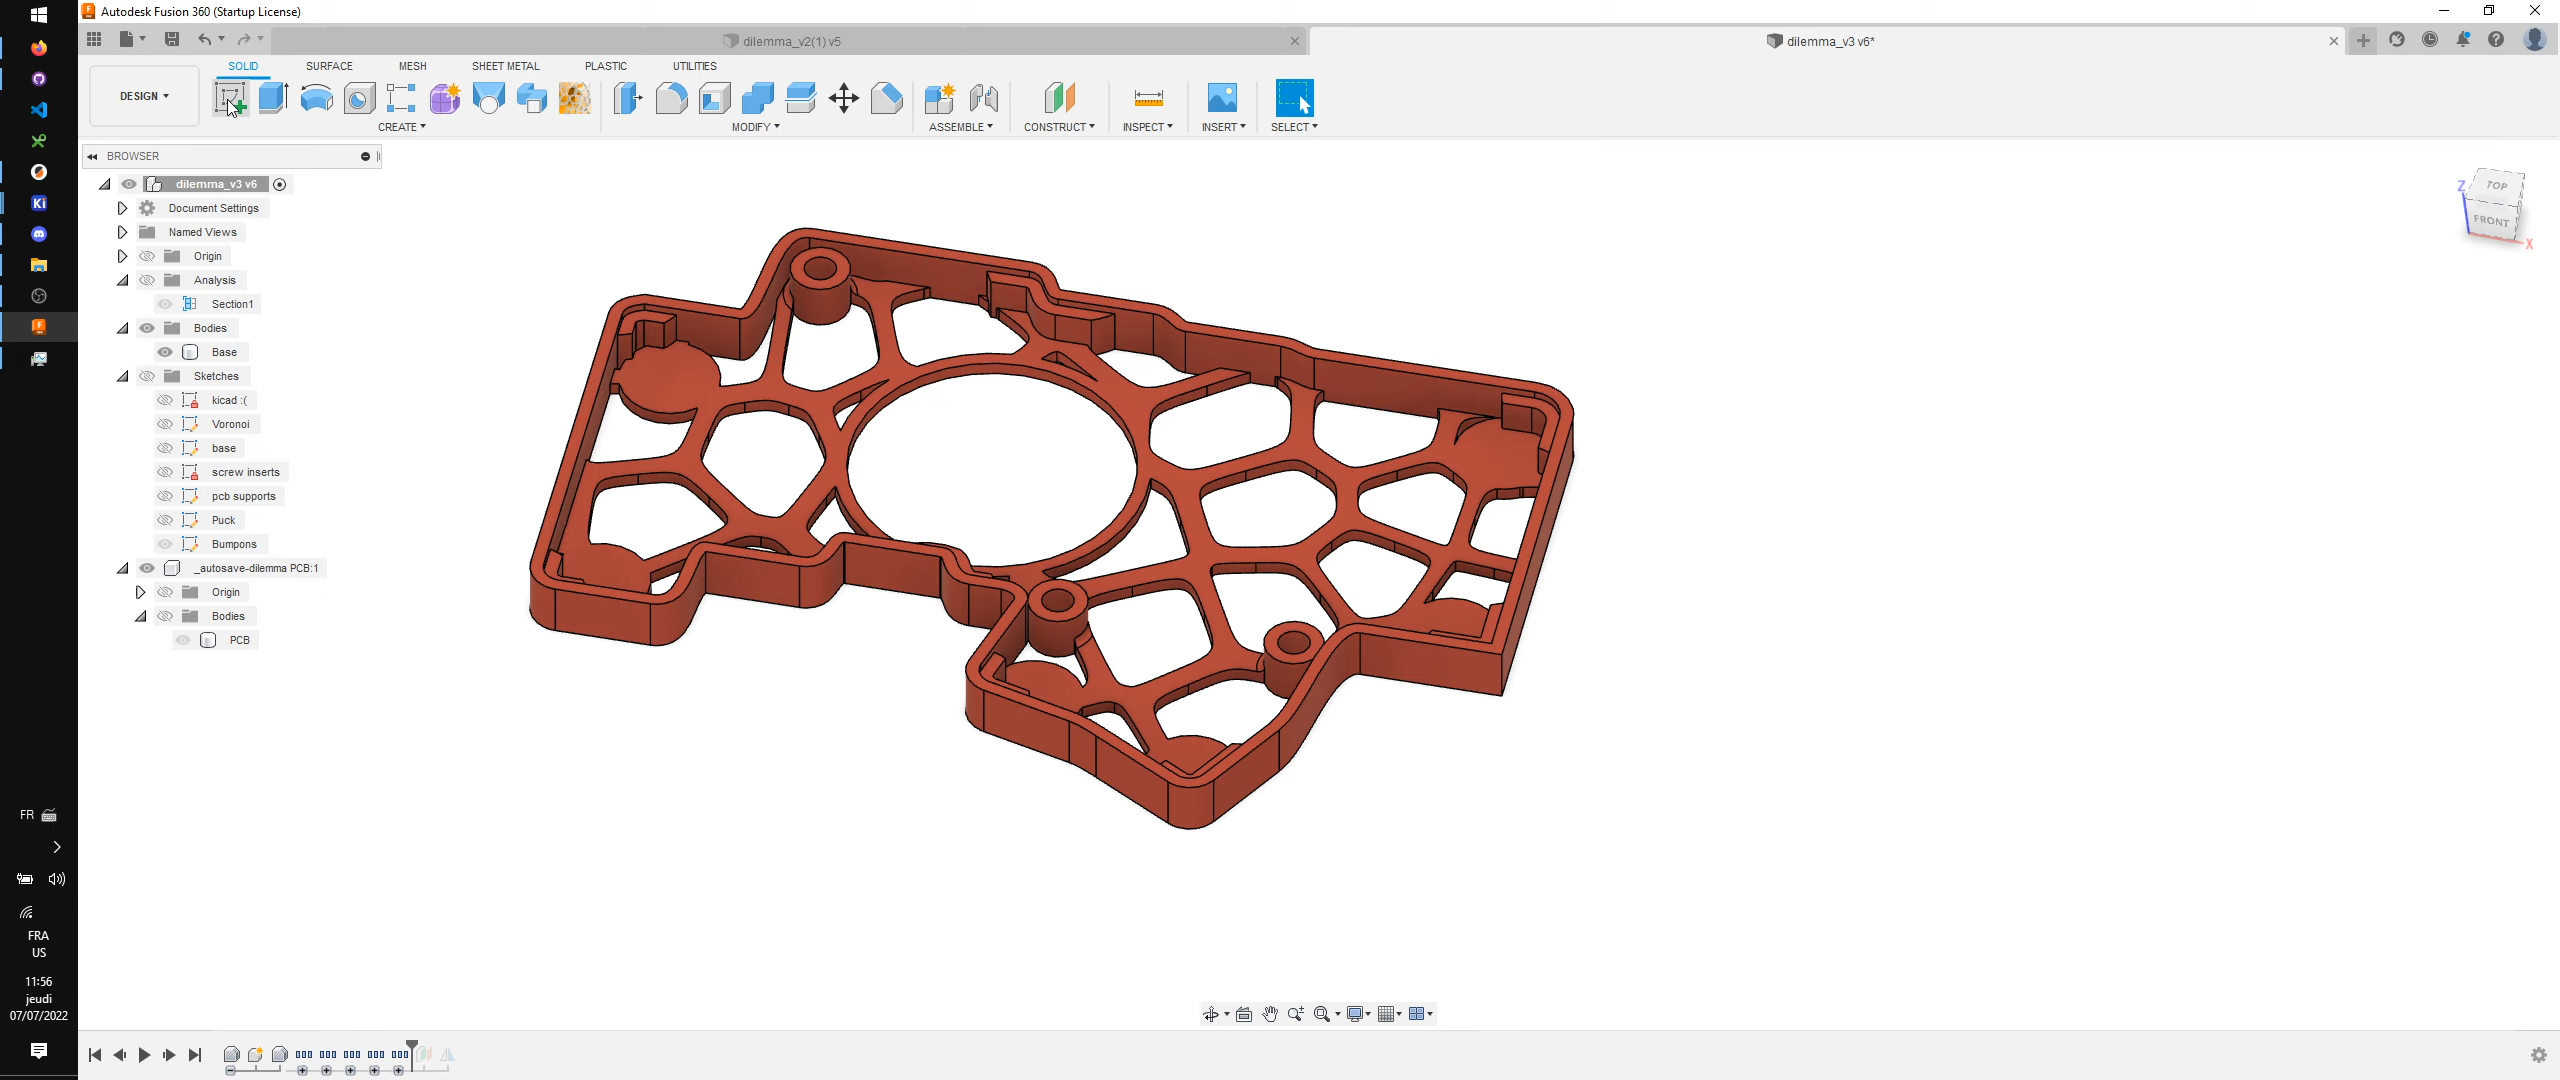 Autodesk Fusion 360 (Startup License)
dilemma_v2(1) v5
dilemma_v3 v6*
SOLID
SURFACE
MESH
SHEET METAL
PLASTIC
UTILITIES
DESIGN
CREATE
MODIFY
ASSEMBLE
CONSTRUCT
INSPECT
INSERT
SELECT
BROWSER
dilemma_v3 v6
Document Settings
Named Views
Origin
Analysis
Section1
Bodies
Base
Sketches
kicad :(
Voronoi
base
screw inserts
pcb supports
Puck
Bumpons
_autosave-dilemma PCB:1
Origin
Bodies
PCB
TOP
FRONT
Z
X
Ki
FR
FRA
US
11:56
jeudi
07/07/2022